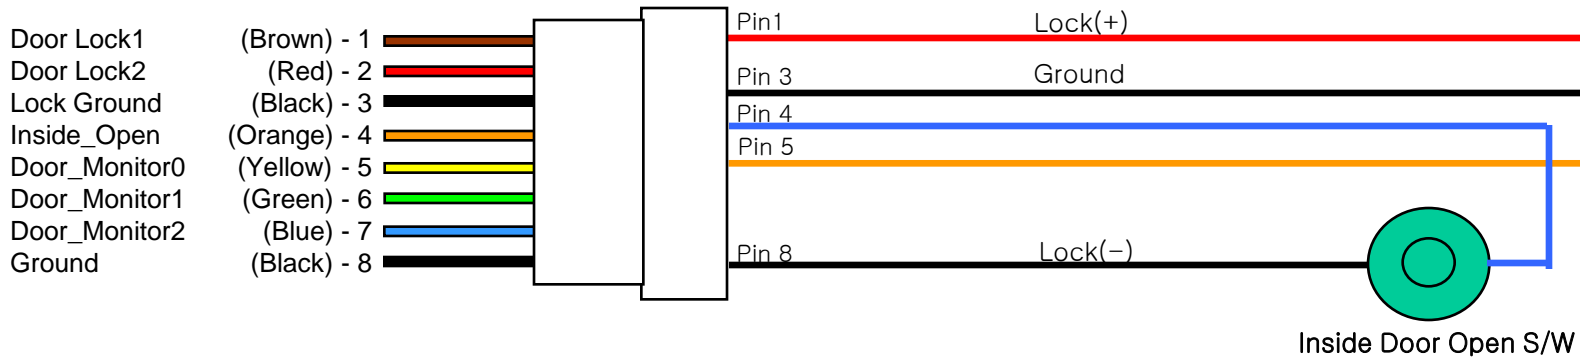 Door Lock1 (Brown) - 1
Door Lock2 (Red) - 2
Lock Ground (Black) - 3
Inside_Open (Orange) - 4
Door_Monitor0 (Yellow) - 5
Door_Monitor1 (Green) - 6
Door_Monitor2 (Blue) - 7
Ground (Black) - 8
Pin1 Lock(+)
Pin 3 Ground
Pin 4
Pin 5
Pin 8 Lock(-)
Inside Door Open S/W